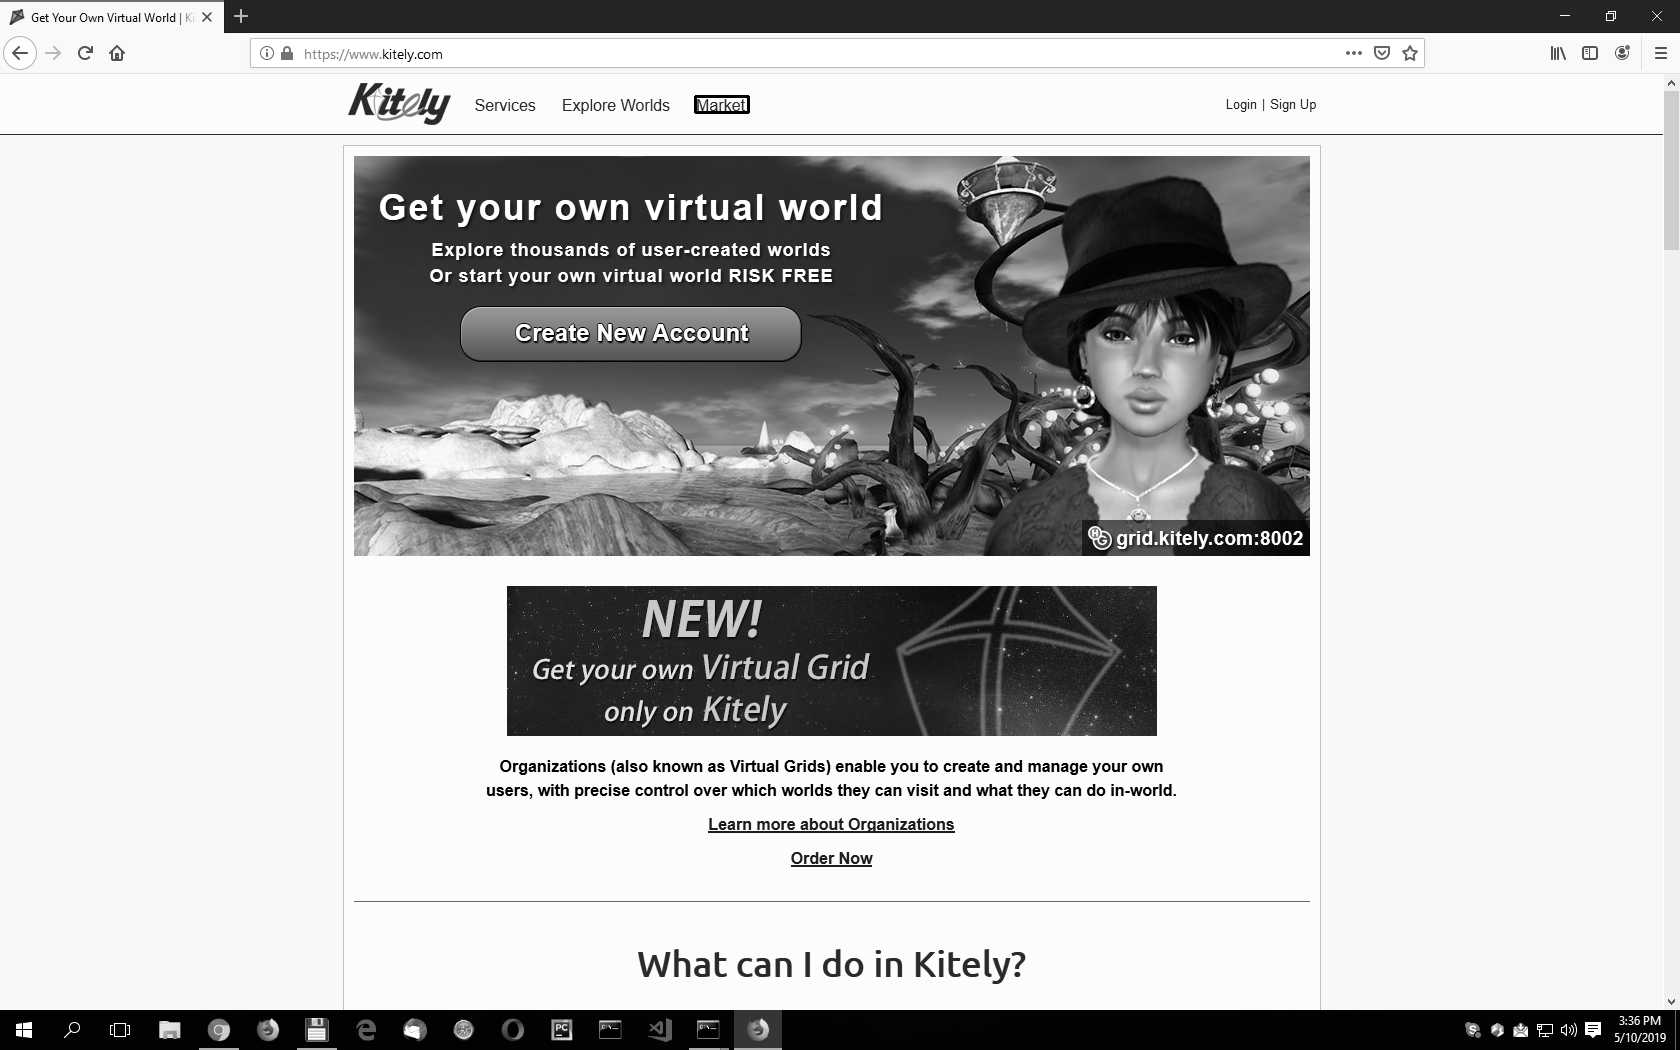 Get Your Own Virtual World | Ki
https://www.kitely.com
Kitely
Services
Explore Worlds
Market
Login | Sign Up
Get your own virtual world
Explore thousands of user-created worlds
Or start your own virtual world RISK FREE
Create New Account
grid.kitely.com:8002
NEW!
Get your own Virtual Grid
only on Kitely
Organizations (also known as Virtual Grids) enable you to create and manage your own
users, with precise control over which worlds they can visit and what they can do in-world.
Learn more about Organizations
Order Now
What can I do in Kitely?
PC
3:36 PM
5/10/2019